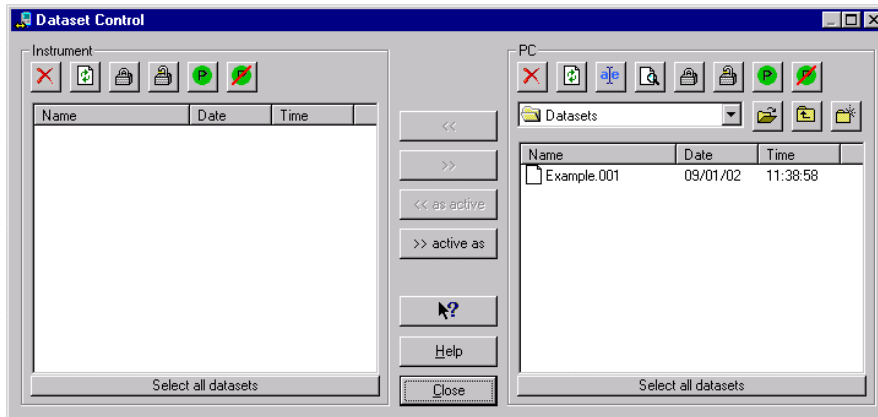 Dataset Control
Instrument
P P
Name Date Time
Select all datasets
<<
>>
<< as active
>> active as
?
Help
Close
PC
a e P P
Datasets
Name Date Time
Example.001 09/01/02 11:38:58
Select all datasets